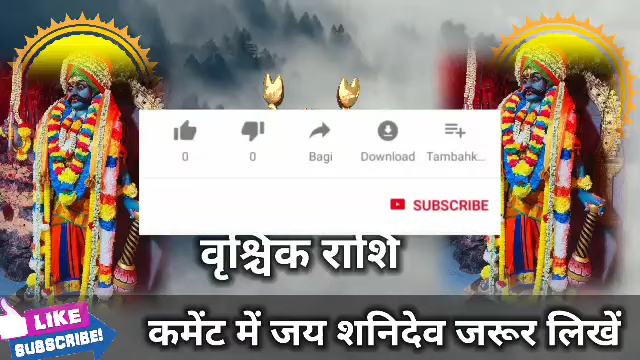 0 0 Bagi Download Tambahk...
SUBSCRIBE
वृश्चिक राशि
LIKE
SUBSCRIBE!
कमेंट में जय शनिदेव जरूर लिखें